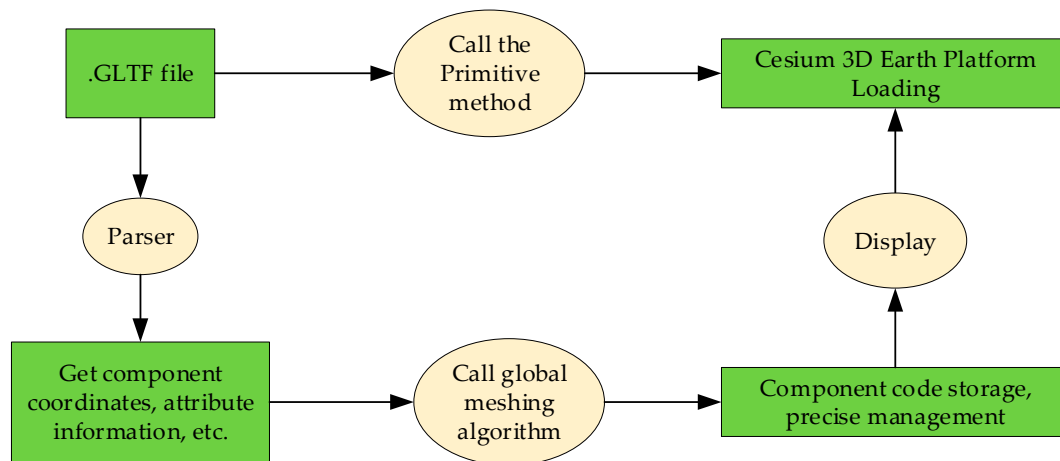 .GLTF file
Call the
Primitive
method
Cesium 3D Earth Platform
Loading
Parser
Display
Get component
coordinates, attribute
information, etc.
Call global
meshing
algorithm
Component code storage,
precise management